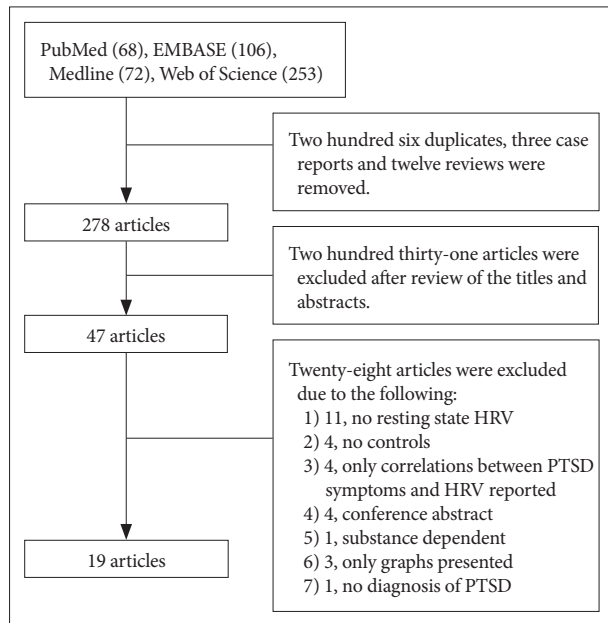 PubMed (68), EMBASE (106),
Medline (72), Web of Science (253)
Two hundred six duplicates, three case
reports and twelve reviews were
removed.
278 articles
Two hundred thirty-one articles were
excluded after review of the titles and
abstracts.
47 articles
Twenty-eight articles were excluded
due to the following:
1) 11, no resting state HRV
2) 4, no controls
3) 4, only correlations between PTSD
symptoms and HRV reported
4) 4, conference abstract
5) 1, substance dependent
6) 3, only graphs presented
7) 1, no diagnosis of PTSD
19 articles